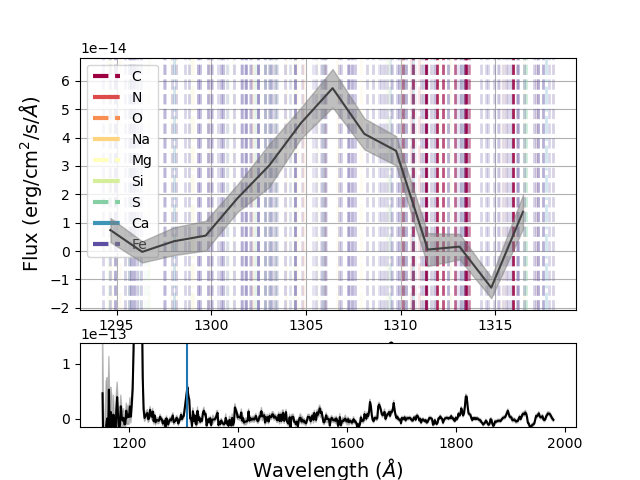 1e−14
Flux (erg/cm²/s/Å)
6
5
4
3
2
1
0
−1
−2
C
N
O
Na
Mg
Si
S
Ca
Fe
1295 1300 1305 1310 1315
1e−13
1
0
1200 1400 1600 1800 2000
Wavelength (Å)